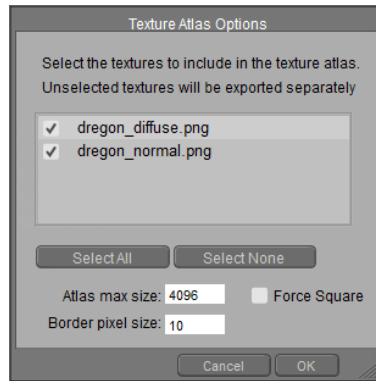 Texture Atlas Options
Select the textures to include in the texture atlas.
Unselected textures will be exported separately
dregon_diffuse.png
dregon_normal.png
Select All Select None
Atlas max size: 4096 Force Square
Border pixel size: 10
Cancel OK